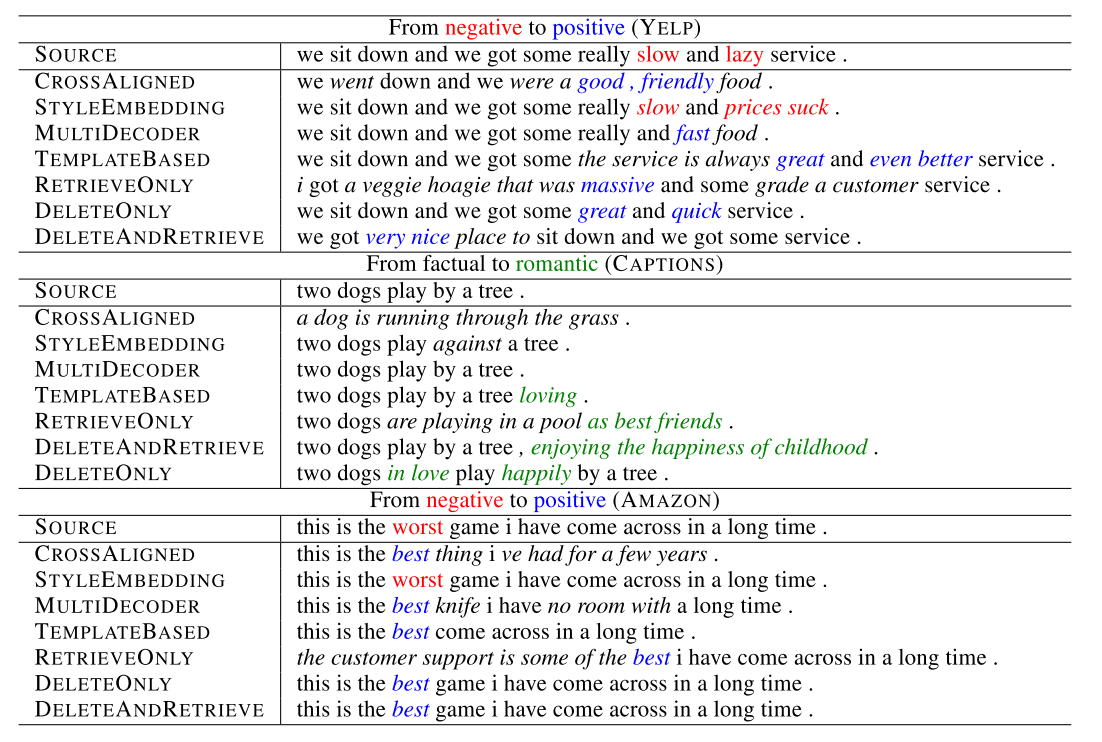 From negative to positive (YELP)
SOURCE we sit down and we got some really slow and lazy service .
CROSSALIGNED we went down and we were a good , friendly food .
STYLEEMBEDDING we sit down and we got some really slow and prices suck .
MULTIDECODER we sit down and we got some really and fast food .
TEMPLATEBASED we sit down and we got some the service is always great and even better service .
RETRIEVEONLY i got a veggie hoagie that was massive and some grade a customer service .
DELETEONLY we sit down and we got some great and quick service .
DELETEANDRETRIEVE we got very nice place to sit down and we got some service .
From factual to romantic (CAPTIONS)
SOURCE two dogs play by a tree .
CROSSALIGNED a dog is running through the grass .
STYLEEMBEDDING two dogs play against a tree .
MULTIDECODER two dogs play by a tree .
TEMPLATEBASED two dogs play by a tree loving .
RETRIEVEONLY two dogs are playing in a pool as best friends .
DELETEANDRETRIEVE two dogs play by a tree , enjoying the happiness of childhood .
DELETEONLY two dogs in love play happily by a tree .
From negative to positive (AMAZON)
SOURCE this is the worst game i have come across in a long time .
CROSSALIGNED this is the best thing i ve had for a few years .
STYLEEMBEDDING this is the worst game i have come across in a long time .
MULTIDECODER this is the best knife i have no room with a long time .
TEMPLATEBASED this is the best come across in a long time .
RETRIEVEONLY the customer support is some of the best i have come across in a long time .
DELETEONLY this is the best game i have come across in a long time .
DELETEANDRETRIEVE this is the best game i have come across in a long time .